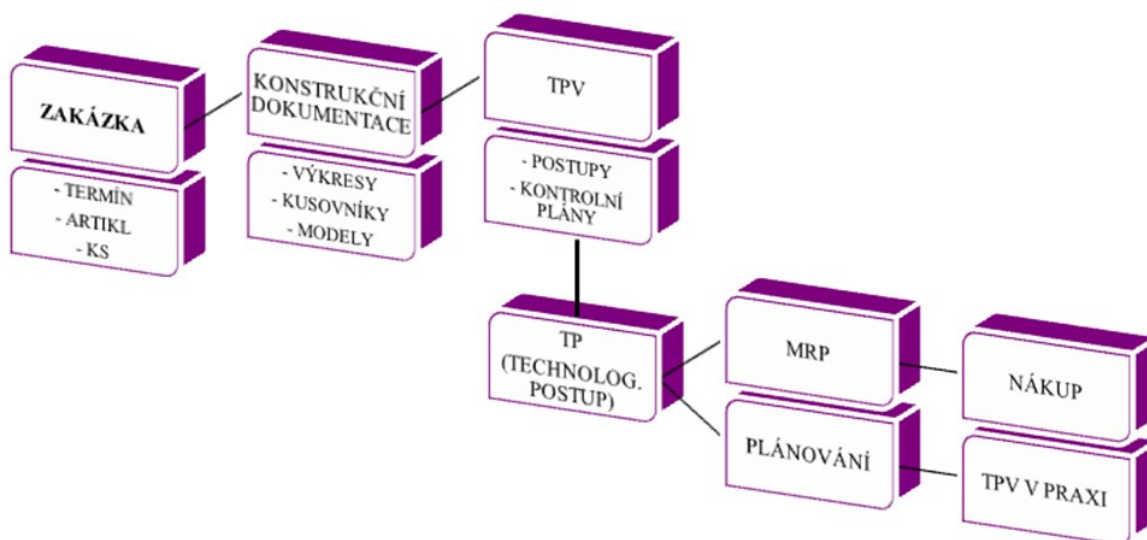 ZAKÁZKA
- TERMÍN
- ARTIKL
- KS
KONSTRUKČNÍ
DOKUMENTACE
- VÝKRESY
- KUSOVNÍKY
- MODELY
TPV
- POSTUPY
- KONTROLNÍ
PLÁNY
TP
(TECHNOLOG.
POSTUP)
MRP
PLÁNOVÁNÍ
NÁKUP
TPV V PRAXI